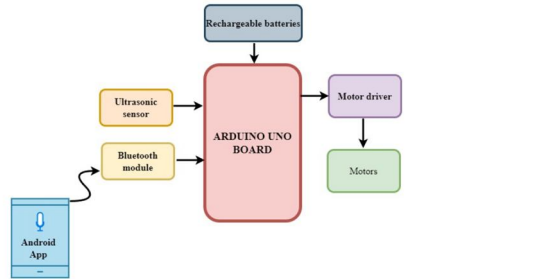 Rechargeable batteries
Ultrasonic
sensor
ARDUINO UNO
BOARD
Motor driver
Bluetooth
module
Motors
Android
App